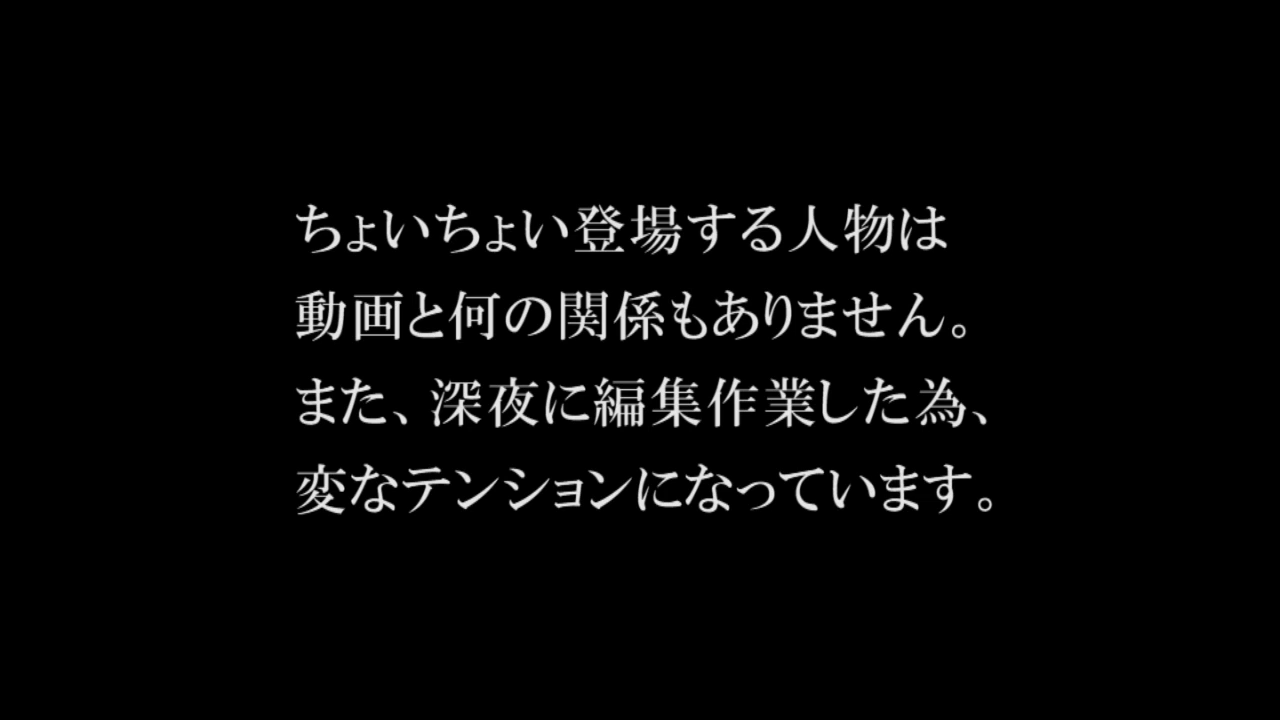 ちょいちょい登場する人物は
動画と何の関係もありません。
また、深夜に編集作業した為、
変なテンションになっています。